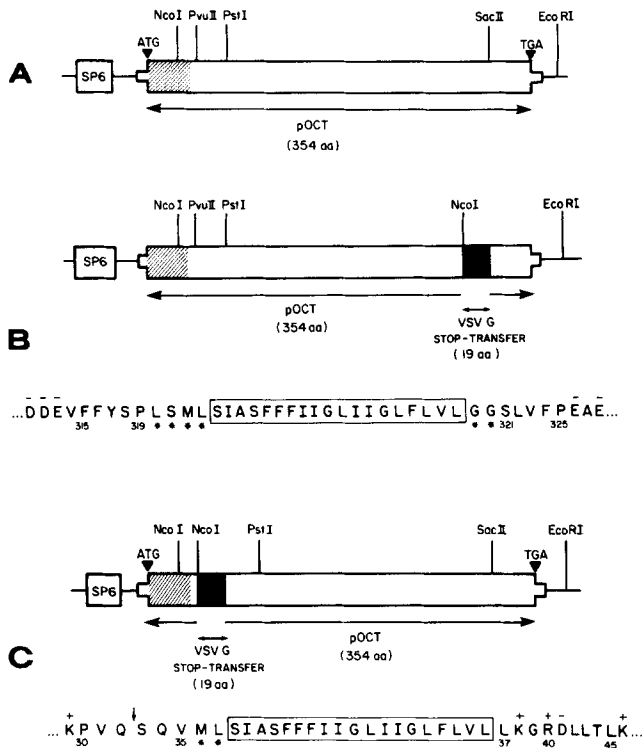 A
NcoI PvuII PstI SacII EcoRI
ATG TGA
SP6
pOCT
(354 aa)
B
NcoI PvuII PstI NcoI EcoRI
SP6
pOCT
(354 aa)
VSV G
STOP-TRANSFER
(19 aa)
− − − − −
...DDEVFFYSPLSMLSIASFFFIIGLIIGLFLVLGGSLVFPEAE...
315 319 * * * * * * 321 325
C
NcoI NcoI PstI SacII EcoRI
ATG TGA
SP6
pOCT
(354 aa)
VSV G
STOP-TRANSFER
(19 aa)
+ ↓ + + − +
...KPVQSQVMLSIASFFFIIGLIIGLFLVLLKGRDLLTLK...
30 35 * * 37 40 45